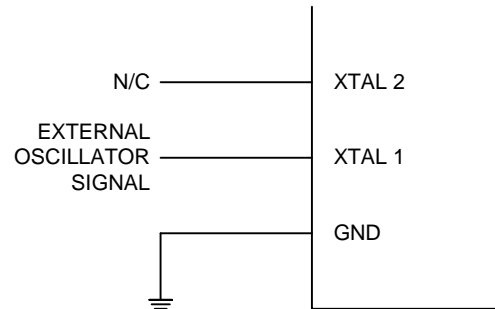 N/C
XTAL 2
EXTERNAL
OSCILLATOR
SIGNAL
XTAL 1
GND